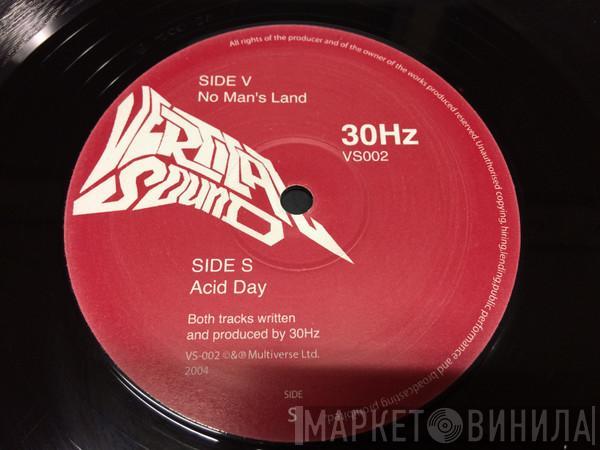 All rights of the producer and of the owner of the works produced reserved. Unauthorised copying, hiring, lending, public performance and broadcasting prohibited
SIDE V
No Man's Land
30Hz
VS002
VERTICAL
SOUND
SIDE S
Acid Day
Both tracks written
and produced by 30Hz
VS-002 ©&℗ Multiverse Ltd.
2004
SIDE
S
МАРКЕТ ВИНИЛА